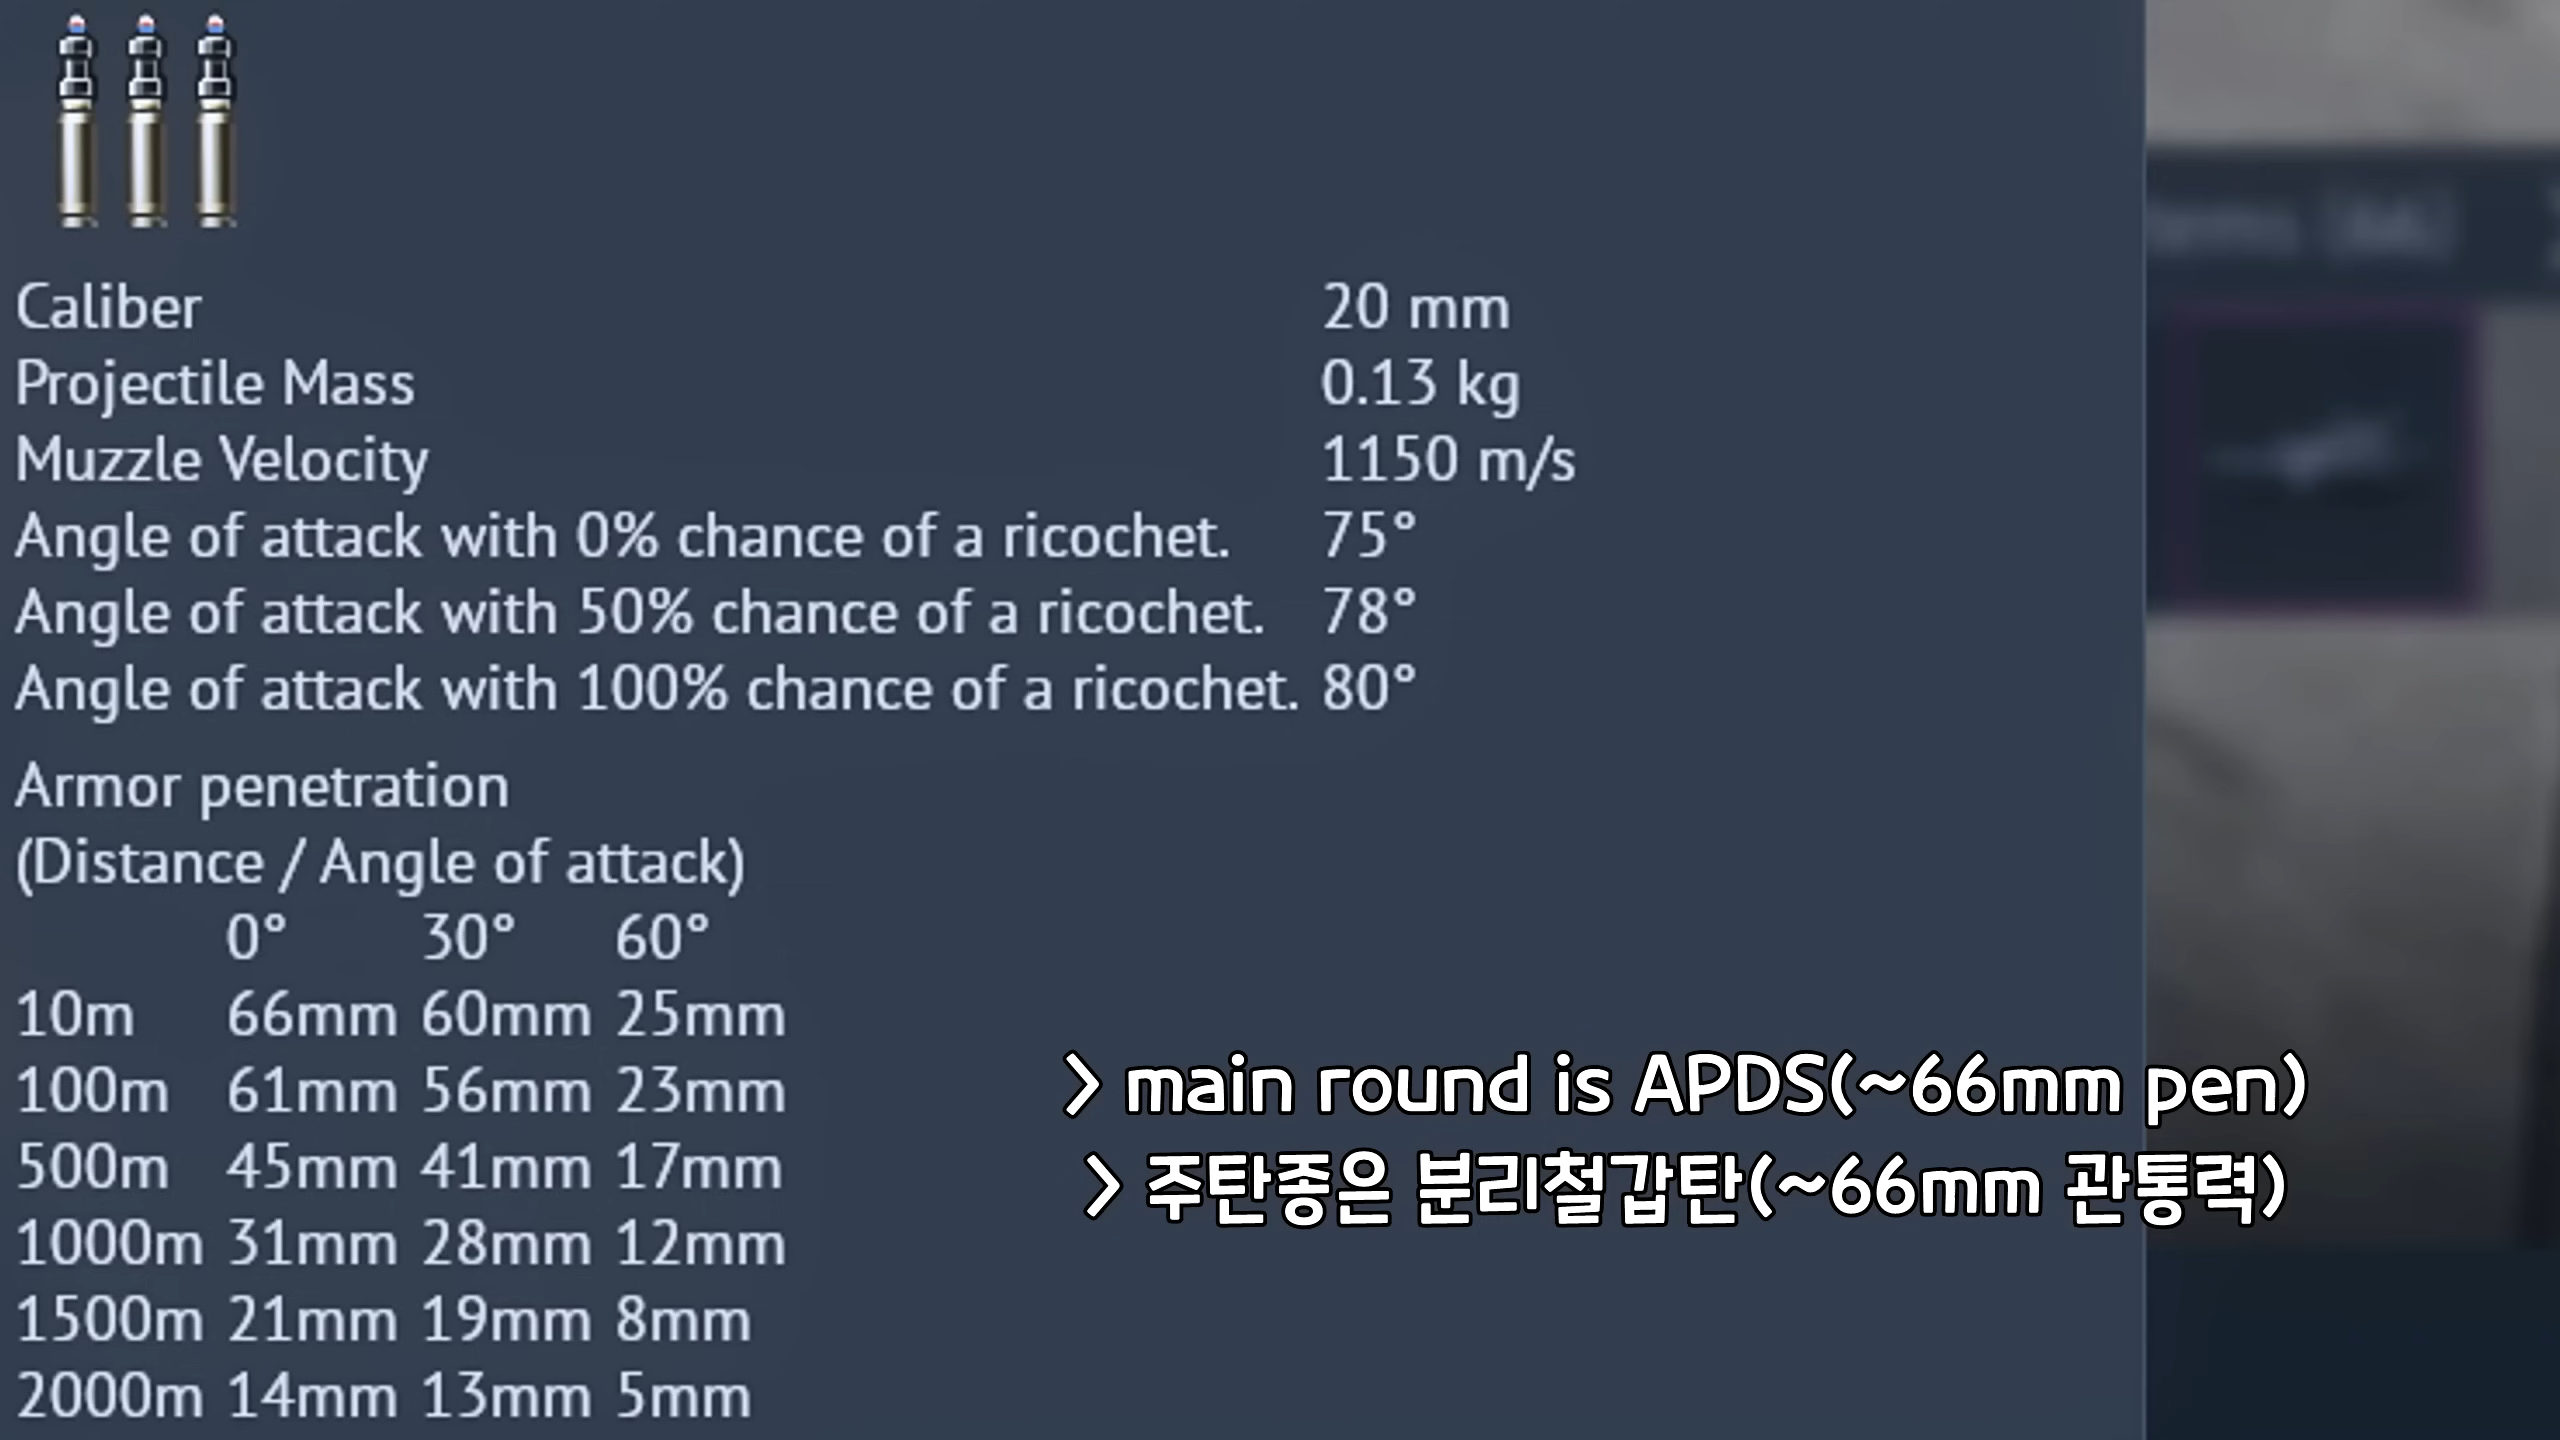 Caliber 20 mm
Projectile Mass 0.13 kg
Muzzle Velocity 1150 m/s
Angle of attack with 0% chance of a ricochet. 75°
Angle of attack with 50% chance of a ricochet. 78°
Angle of attack with 100% chance of a ricochet. 80°
Armor penetration
(Distance / Angle of attack)
0° 30° 60°
10m 66mm 60mm 25mm
100m 61mm 56mm 23mm
500m 45mm 41mm 17mm
1000m 31mm 28mm 12mm
1500m 21mm 19mm 8mm
2000m 14mm 13mm 5mm
> main round is APDS(~66mm pen)
> 주탄종은 분리철갑탄(~66mm 관통력)